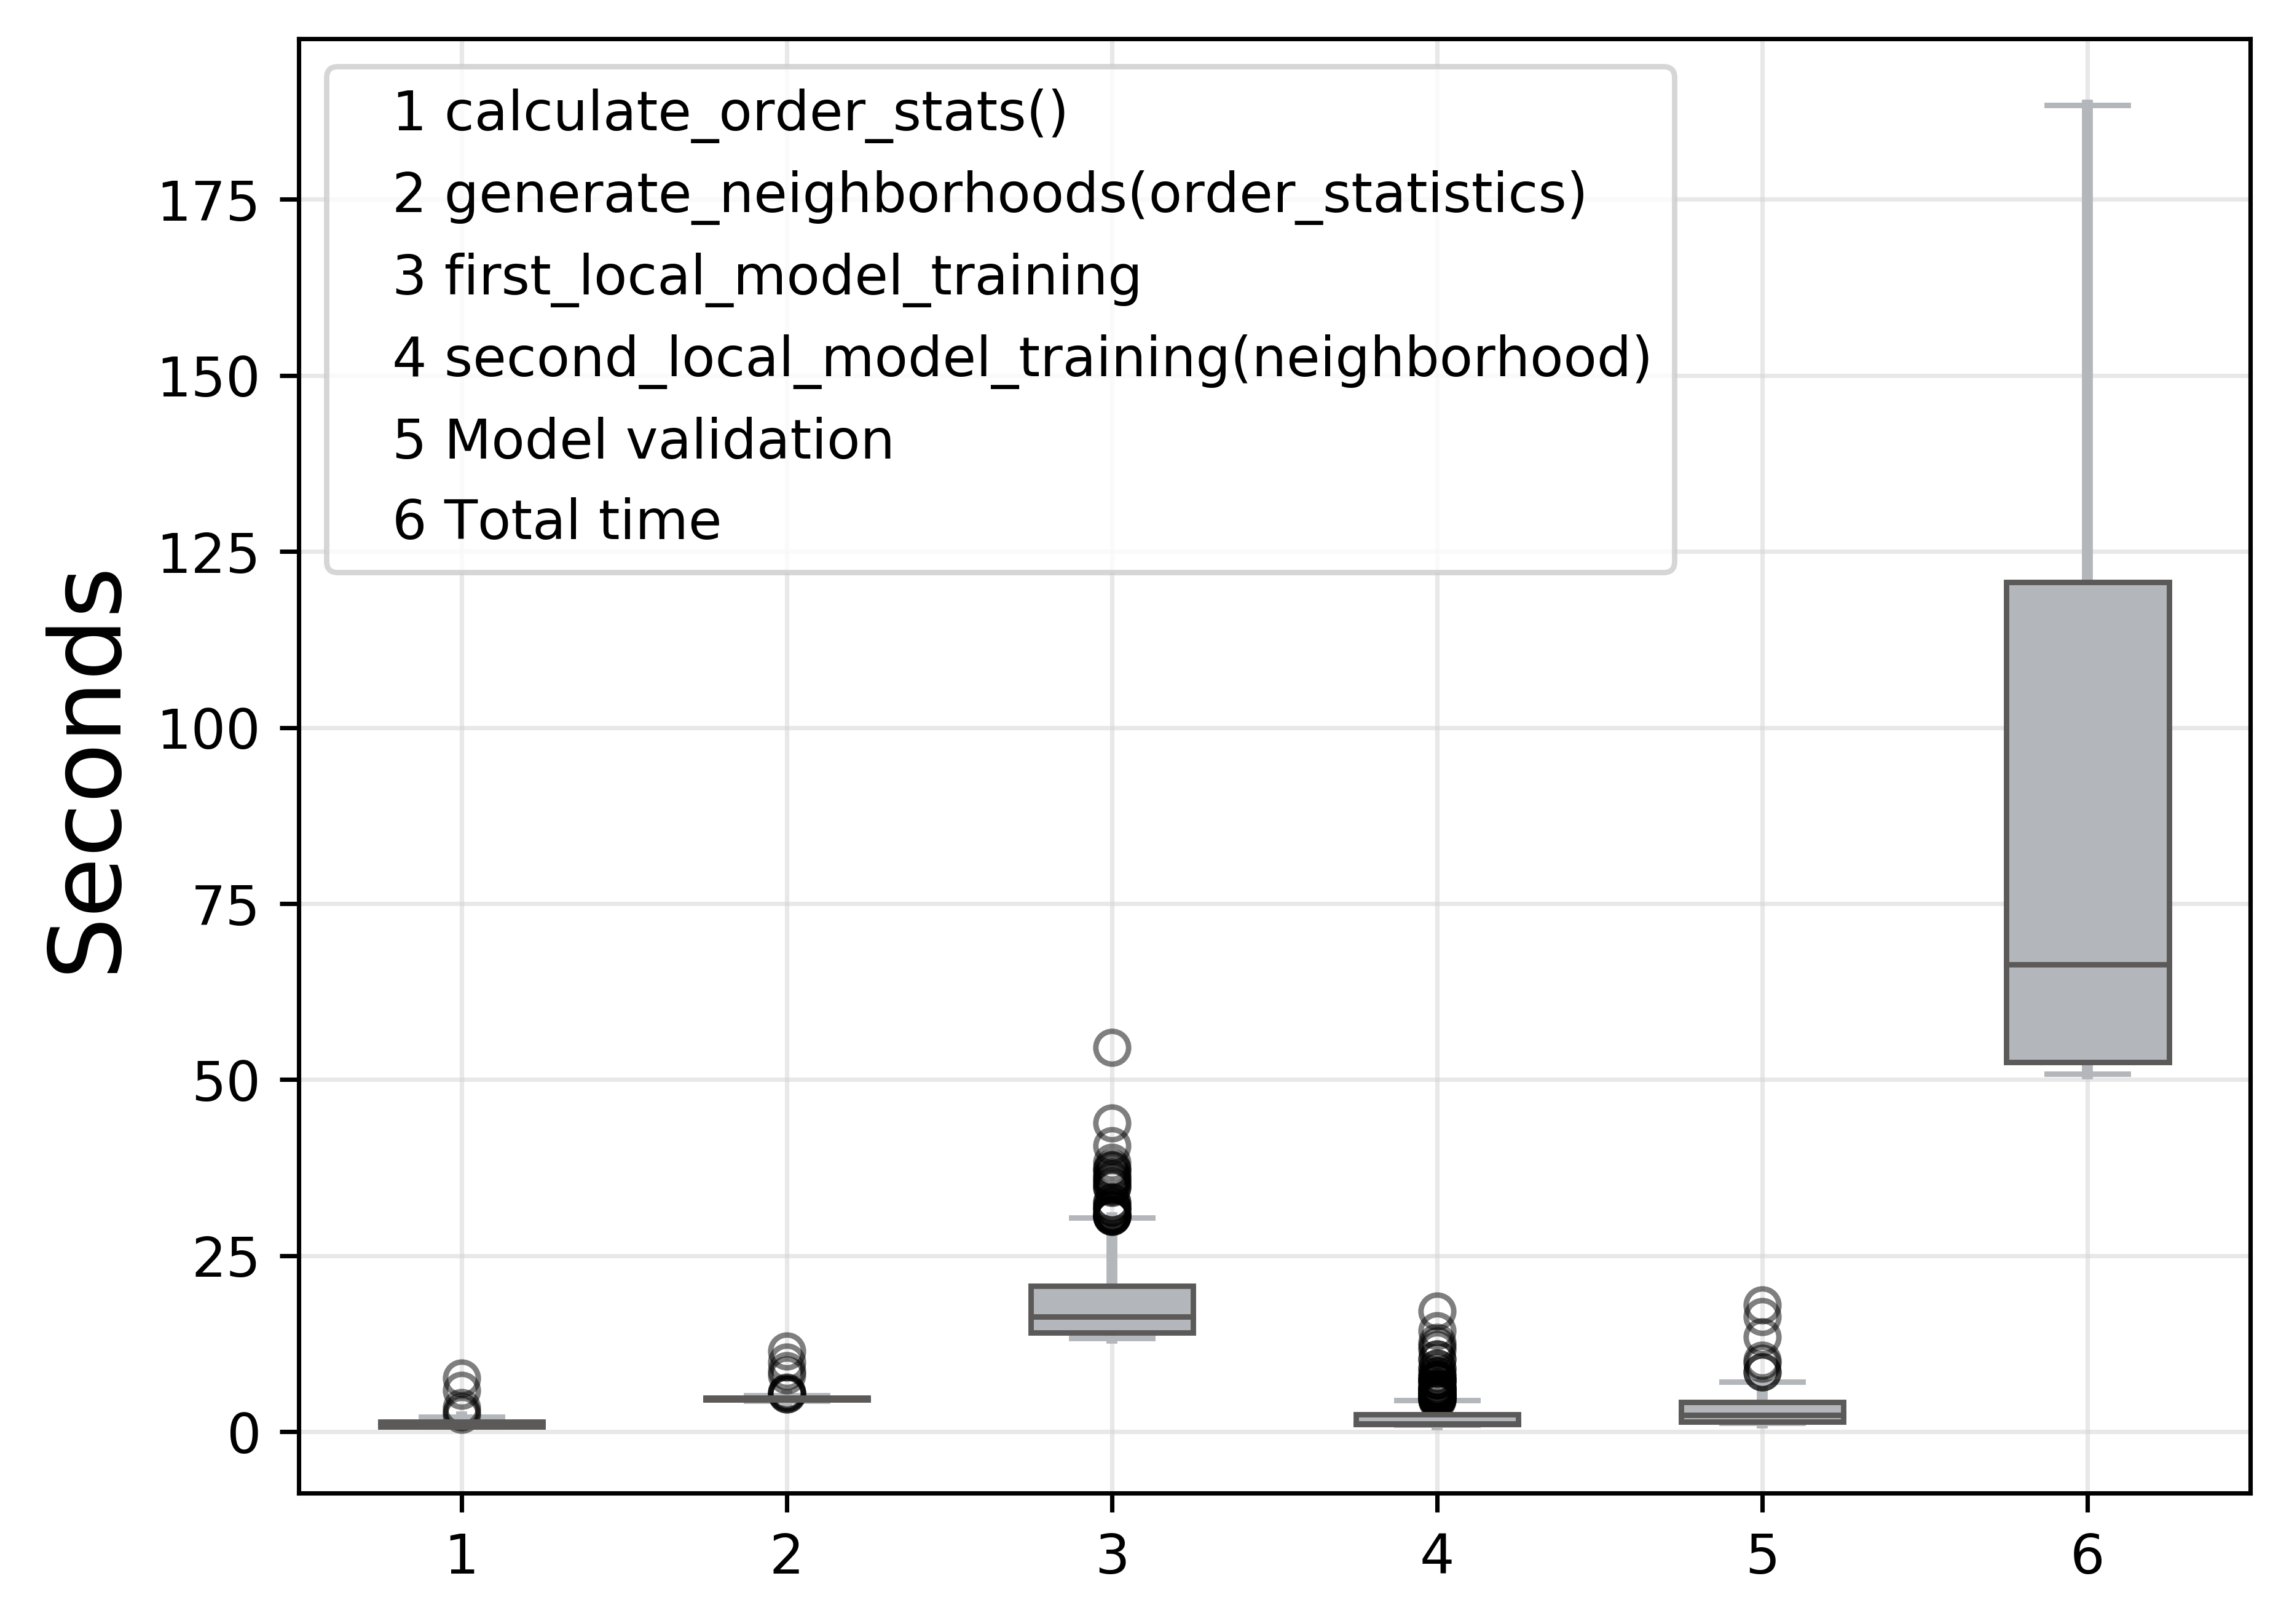 1 calculate_order_stats()
2 generate_neighborhoods(order_statistics)
3 first_local_model_training
4 second_local_model_training(neighborhood)
5 Model validation
6 Total time
Seconds
175
150
125
100
75
50
25
0
1 2 3 4 5 6